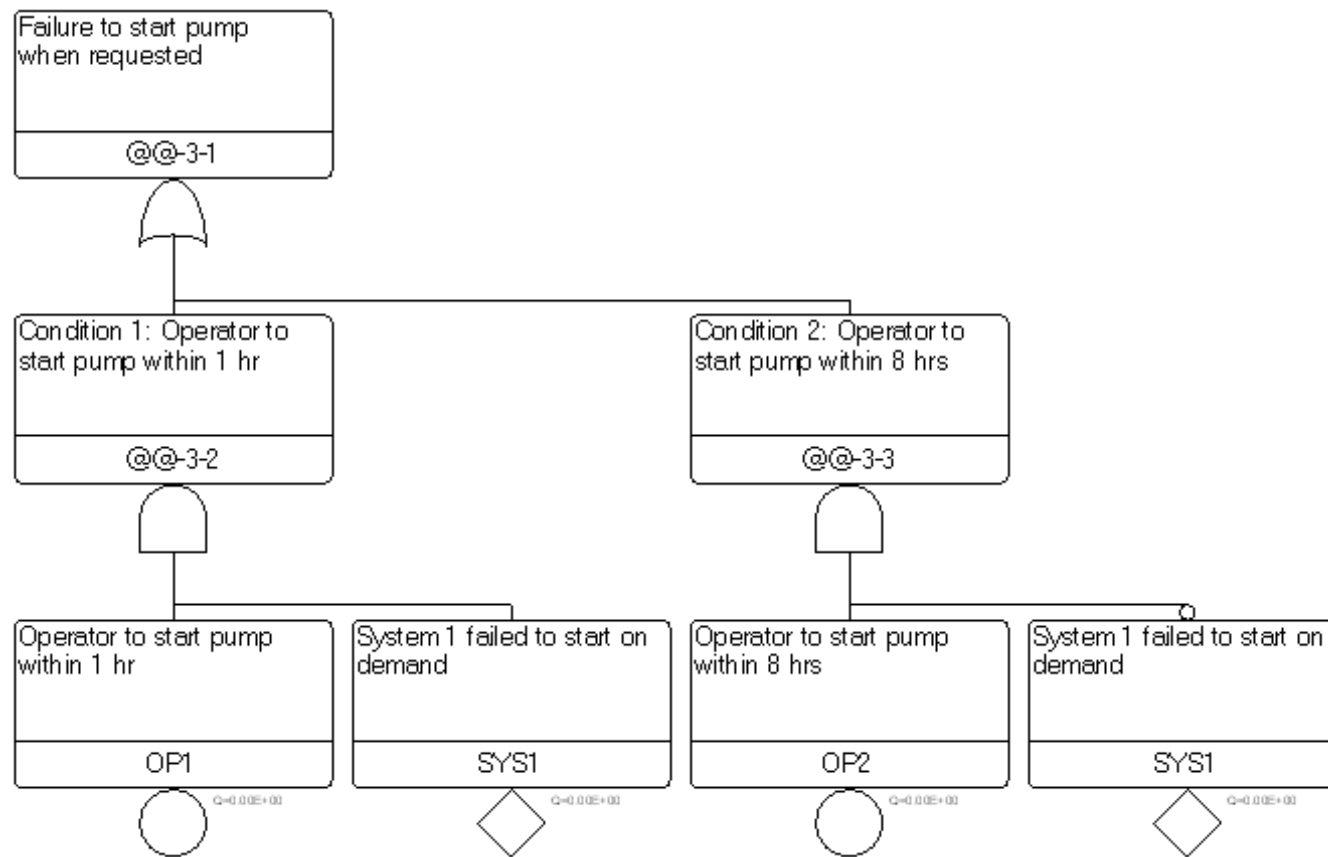 Failure to start pump
when requested
@@-3-1
Condition 1: Operator to
start pump within 1 hr
@@-3-2
Condition 2: Operator to
start pump within 8 hrs
@@-3-3
Operator to start pump
within 1 hr
OP1
Q=0.00E+00
System 1 failed to start on
demand
SYS1
Q=0.00E+00
Operator to start pump
within 8 hrs
OP2
Q=0.00E+00
System 1 failed to start on
demand
SYS1
Q=0.00E+00